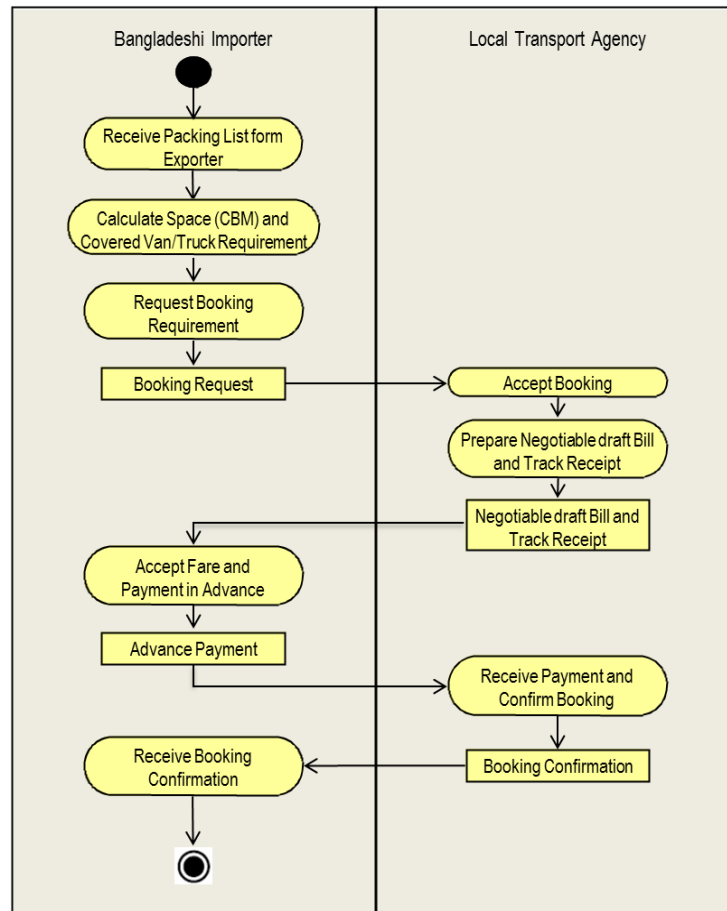 Bangladeshi Importer
Local Transport Agency
Receive Packing List form
Exporter
Calculate Space (CBM) and
Covered Van/Truck Requirement
Request Booking
Requirement
Booking Request
Accept Booking
Prepare Negotiable draft Bill
and Track Receipt
Negotiable draft Bill and
Track Receipt
Accept Fare and
Payment in Advance
Advance Payment
Receive Payment and
Confirm Booking
Booking Confirmation
Receive Booking
Confirmation